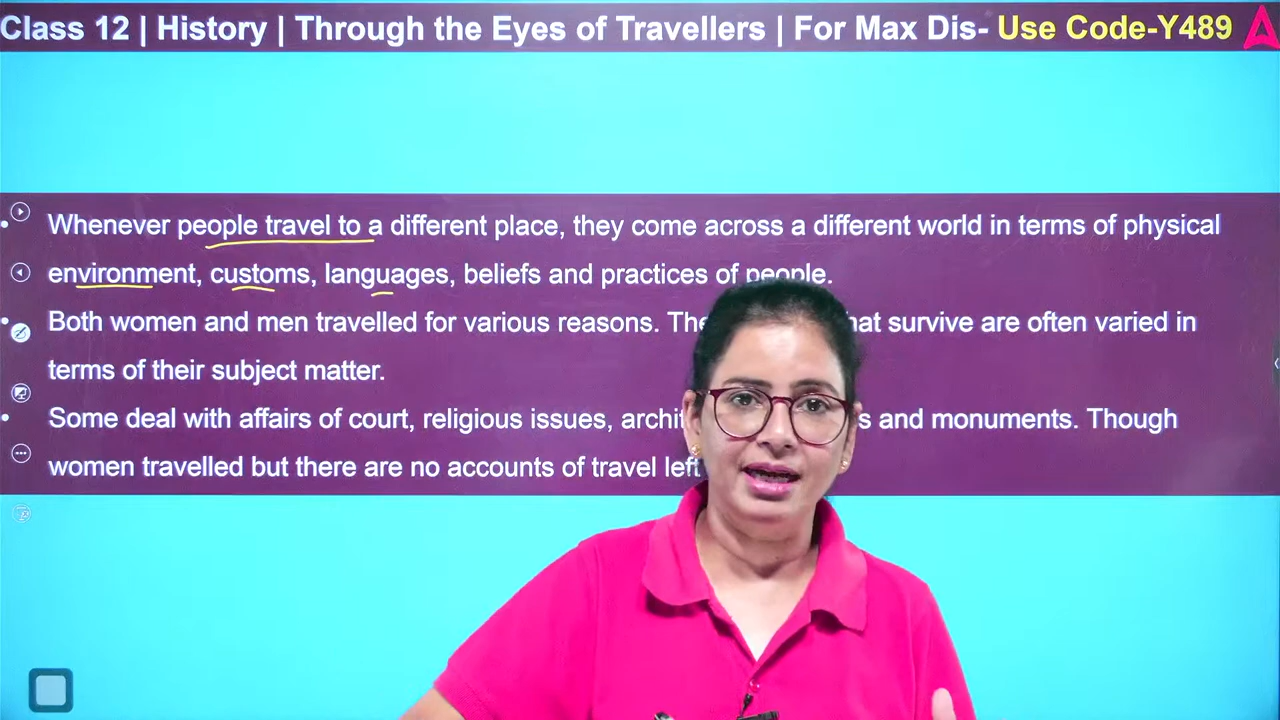 Class 12 | History | Through the Eyes of Travellers | For Max Dis- Use Code-Y489
• Whenever people travel to a different place, they come across a different world in terms of physical
environment, customs, languages, beliefs and practices of people.
• Both women and men travelled for various reasons. The hat survive are often varied in
terms of their subject matter.
• Some deal with affairs of court, religious issues, archit s and monuments. Though
women travelled but there are no accounts of travel left